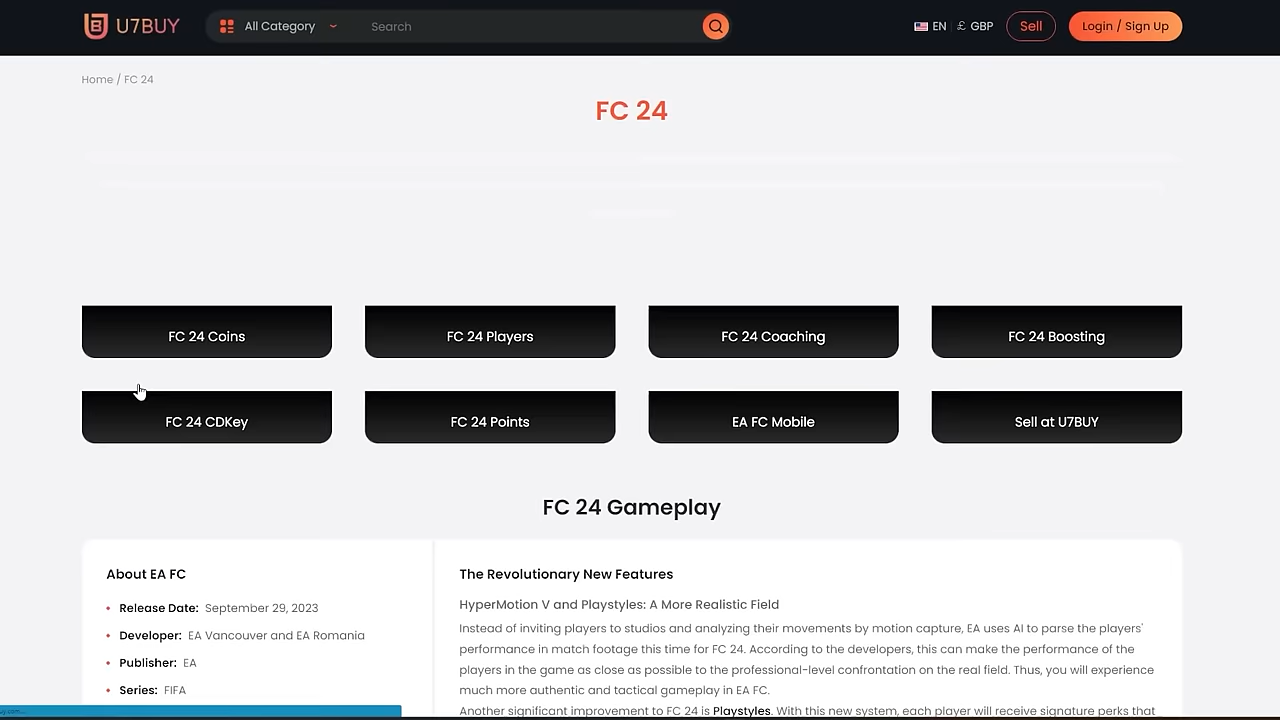 U7BUY
All Category
Search
EN
£ GBP
Sell
Login / Sign Up
Home / FC 24
FC 24
FC 24 Coins
FC 24 Players
FC 24 Coaching
FC 24 Boosting
FC 24 CDKey
FC 24 Points
EA FC Mobile
Sell at U7BUY
FC 24 Gameplay
About EA FC
Release Date: September 29, 2023
Developer: EA Vancouver and EA Romania
Publisher: EA
Series: FIFA
The Revolutionary New Features
HyperMotion V and Playstyles: A More Realistic Field
Instead of inviting players to studios and analyzing their movements by motion capture, EA uses AI to parse the players'
performance in match footage this time for FC 24. According to the developers, this can make the performance of the
players in the game as close as possible to the professional-level confrontation on the real field. Thus, you will experience
much more authentic and tactical gameplay in EA FC.
Another significant improvement to FC 24 is Playstyles. With this new system, each player will receive signature perks that